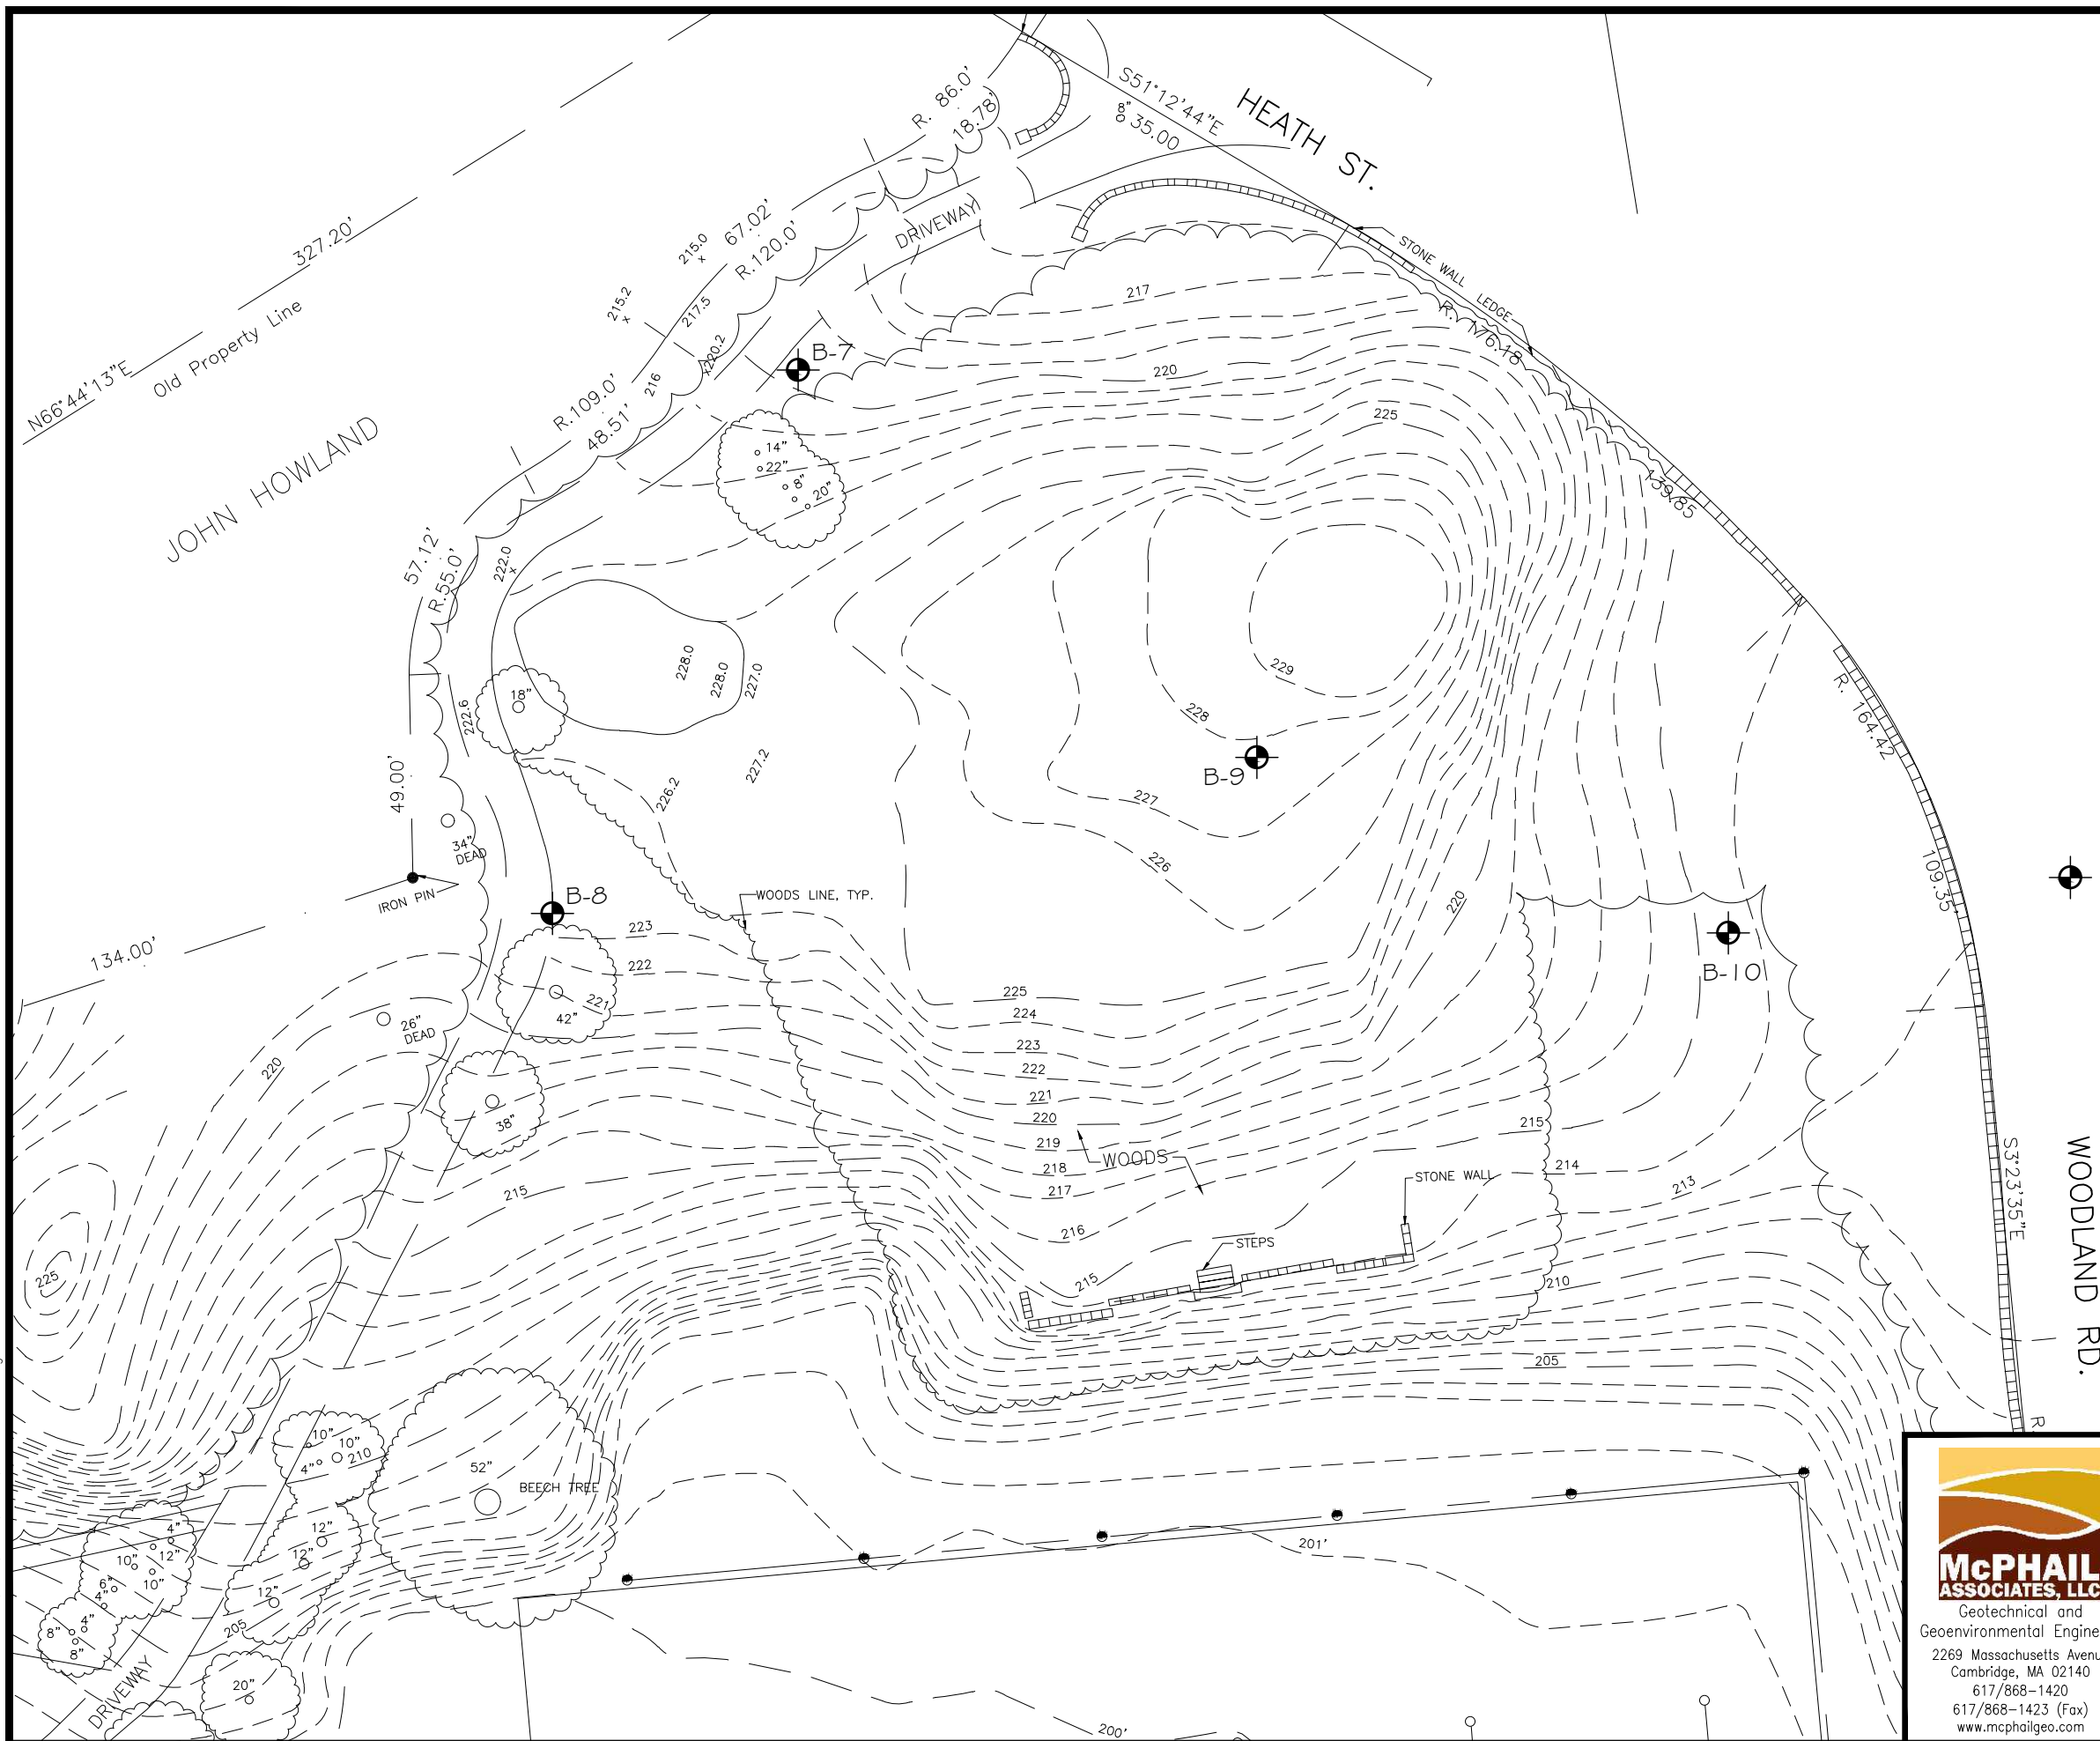 R. 86.0'
18.78'
S51°12'44"E
8"
35.00
HEATH ST.
327.20'
N66°44'13"E
Old Property Line
JOHN HOWLAND
215.0
x
67.02'
R.120.0'
DRIVEWAY
STONE WALL
LEDGE
R. 176.18
139.85
215.2
x
217.5
x220.2
216
B-7
217
220
225
R.109.0'
48.51'
14"
22"
8"
20"
57.12'
R.55.0'
222.0
x
228.0
228.0
227.0
229
228
18"
222.6
R. 164.42
49.00'
226.2
227.2
B-9
227
226
109.35'
34"
DEAD
IRON PIN
B-8
WOODS LINE, TYP.
220
134.00'
223
222
221
42"
B-10
225
224
223
222
221
220
219
218
217
216
215
26"
DEAD
220
38"
215
WOODS
215
214
213
STONE WALL
STEPS
210
205
S3°23'35"E
WOODLAND RD.
225
R.
10"
10"
4"
210
52"
BEECH TREE
4"
12"
10"
10"
6"
4"
4"
8"
8"
12"
12"
12"
205
20"
DRIVEWAY
201'
200'
McPHAIL
ASSOCIATES, LLC
Geotechnical and
Geoenvironmental Engine
2269 Massachusetts Avenu
Cambridge, MA 02140
617/868-1420
617/868-1423 (Fax)
www.mcphailgeo.com